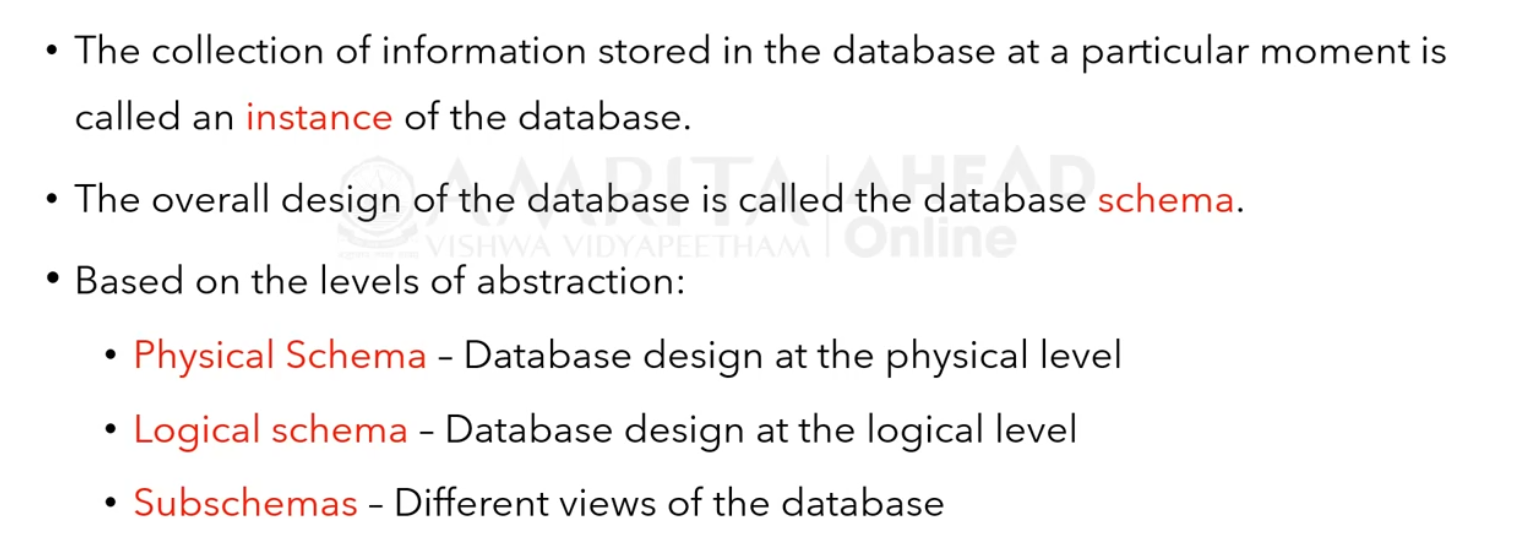 • The collection of information stored in the database at a particular moment is
called an instance of the database.
AMRITA AHEAD
• The overall design of the database is called the database schema.
VISHWA VIDYAPEETHAM Online
• Based on the levels of abstraction:
• Physical Schema – Database design at the physical level
• Logical schema – Database design at the logical level
• Subschemas – Different views of the database